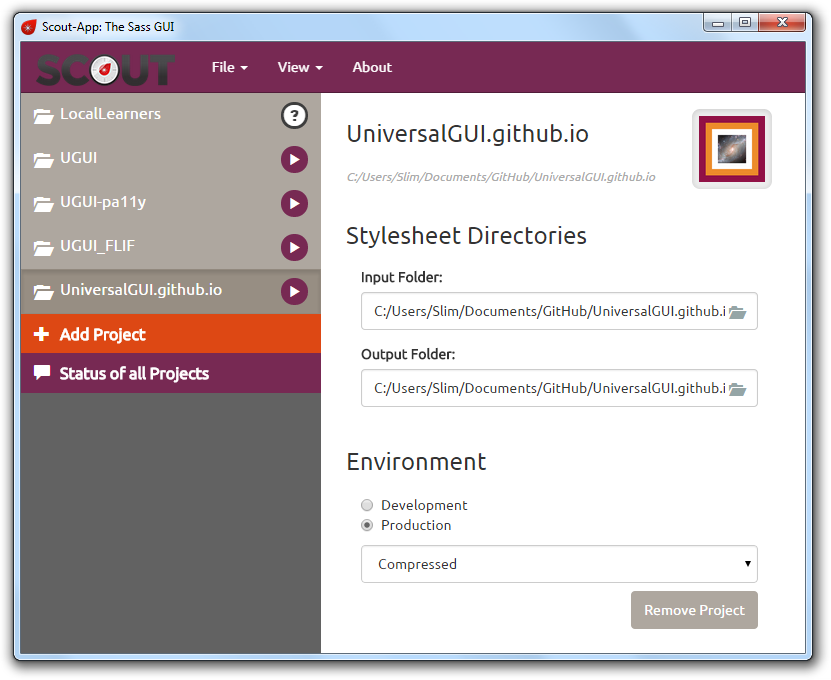 Scout-App: The Sass GUI
SCOUT
File
View
About
LocalLearners
?
UGUI
UGUI-pa11y
UGUI_FLIF
UniversalGUI.github.io
Add Project
Status of all Projects
UniversalGUI.github.io
C:/Users/Slim/Documents/GitHub/UniversalGUI.github.io
Stylesheet Directories
Input Folder:
C:/Users/Slim/Documents/GitHub/UniversalGUI.github.i
Output Folder:
C:/Users/Slim/Documents/GitHub/UniversalGUI.github.i
Environment
Development
Production
Compressed
Remove Project